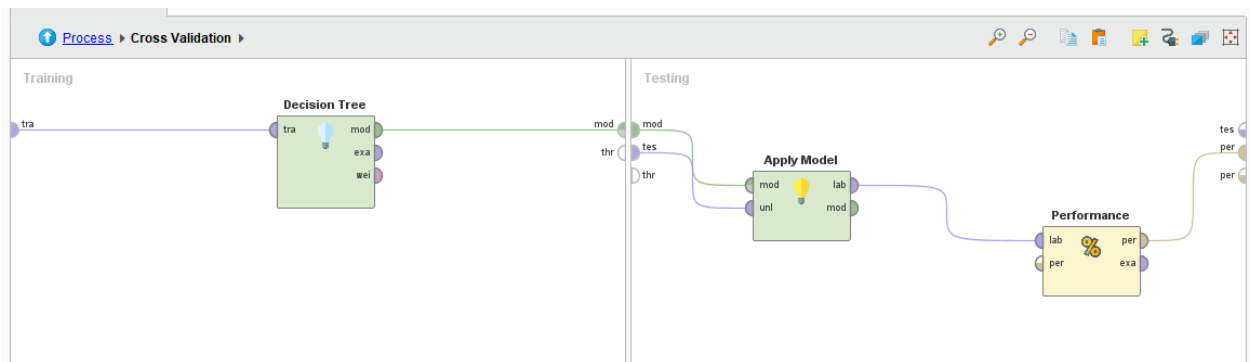 Process ▸ Cross Validation ▸
Training
Testing
tra
Decision Tree
tra
mod
exa
wei
mod
thr
mod
tes
thr
Apply Model
mod
lab
unl
mod
Performance
lab
per
per
exa
%
tes
per
per